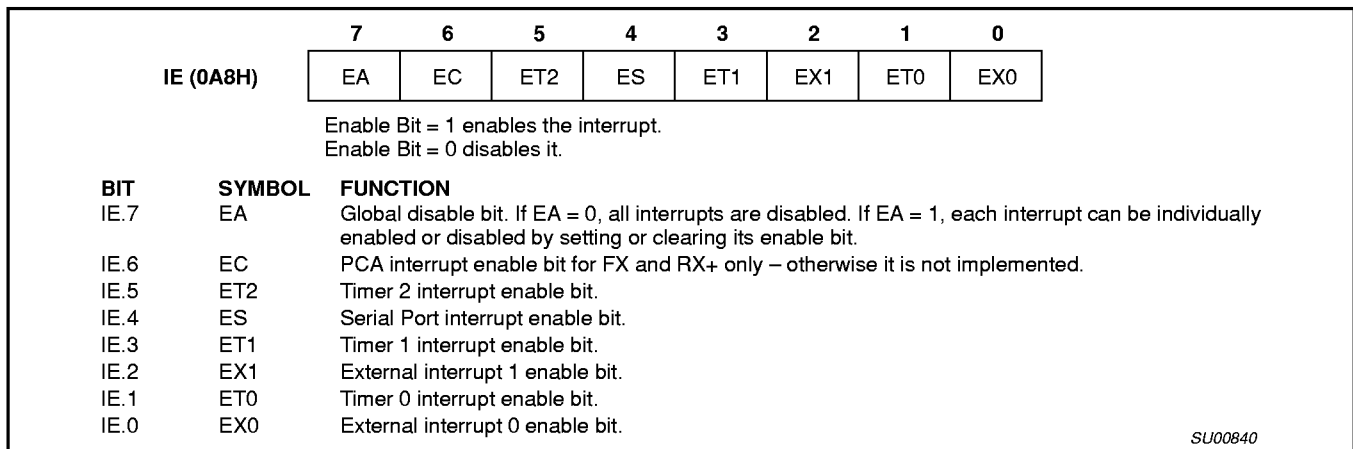 7 6 5 4 3 2 1 0
IE (0A8H) EA EC ET2 ES ET1 EX1 ET0 EX0
Enable Bit = 1 enables the interrupt.
Enable Bit = 0 disables it.
BIT SYMBOL FUNCTION
IE.7 EA Global disable bit. If EA = 0, all interrupts are disabled. If EA = 1, each interrupt can be individually
enabled or disabled by setting or clearing its enable bit.
IE.6 EC PCA interrupt enable bit for FX and RX+ only – otherwise it is not implemented.
IE.5 ET2 Timer 2 interrupt enable bit.
IE.4 ES Serial Port interrupt enable bit.
IE.3 ET1 Timer 1 interrupt enable bit.
IE.2 EX1 External interrupt 1 enable bit.
IE.1 ET0 Timer 0 interrupt enable bit.
IE.0 EX0 External interrupt 0 enable bit.
SU00840